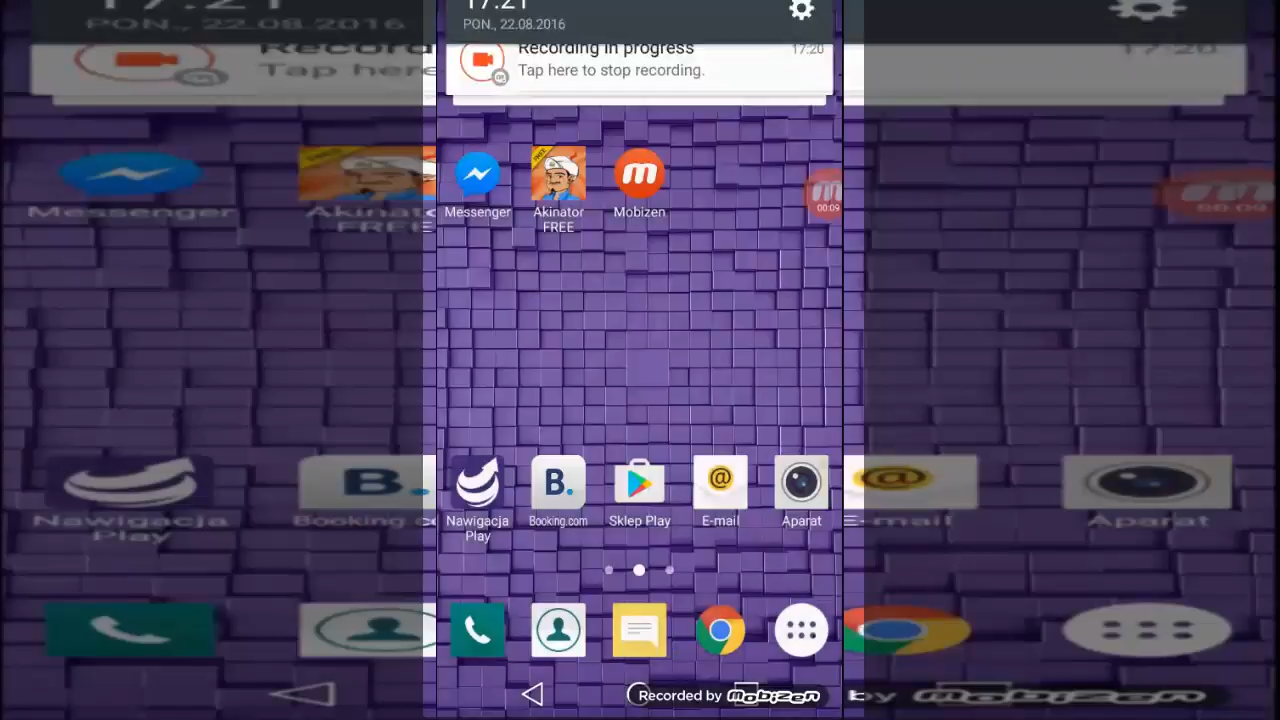 17:21
PON., 22.08.2016
Recording in progress
17:20
Tap here to stop recording.
FREE
m
00:09
Messenger
Akinator
FREE
Mobizen
B.
@
Nawigacja
Play
Booking.com
Sklep Play
E-mail
Aparat
Recorded by mobizen